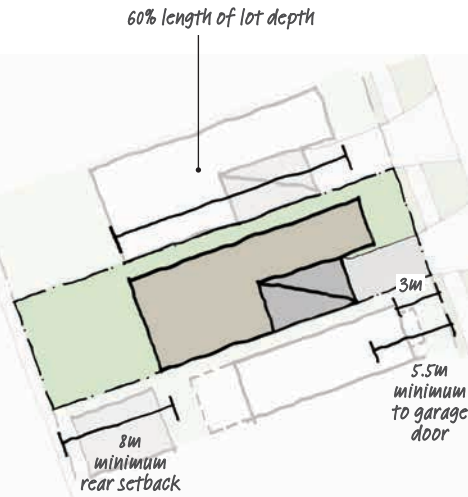 60% length of lot depth
3m
5.5m
minimum
to garage
door
8m
minimum
rear setback